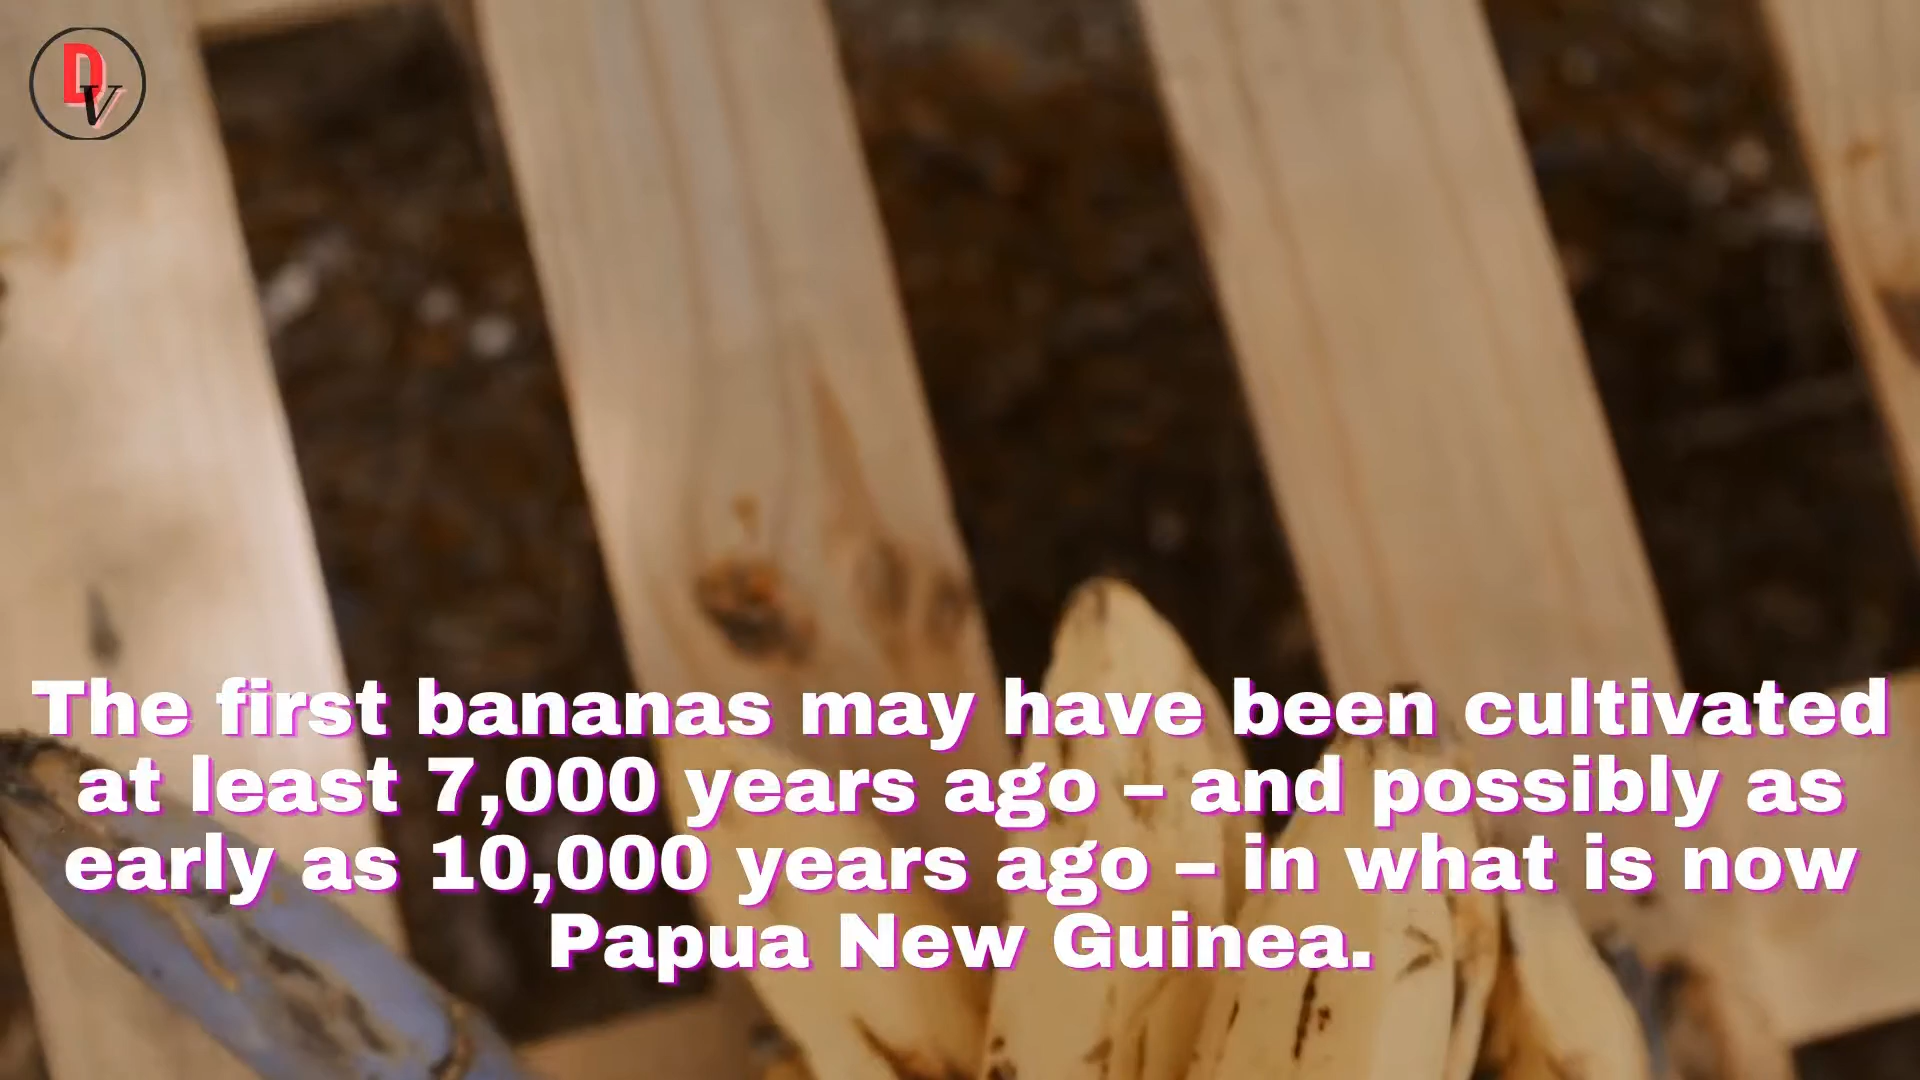 DV
The first bananas may have been cultivated
at least 7,000 years ago – and possibly as
early as 10,000 years ago – in what is now
Papua New Guinea.